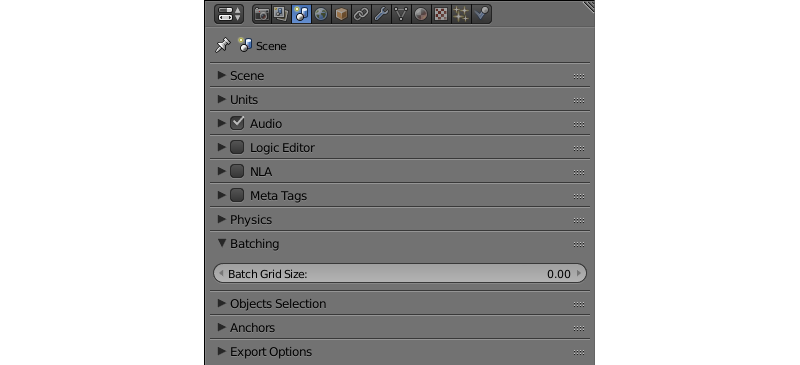 Scene
Scene
Units
Audio
Logic Editor
NLA
Meta Tags
Physics
Batching
Batch Grid Size: 0.00
Objects Selection
Anchors
Export Options